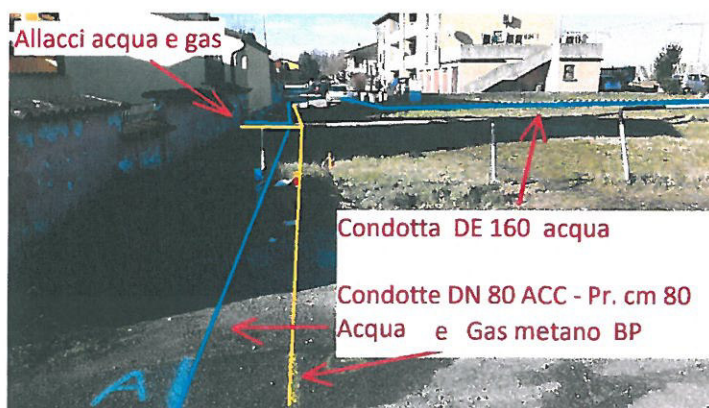 Allacci acqua e gas
Condotta DE 160 acqua
Condotte DN 80 ACC - Pr. cm 80
Acqua e Gas metano BP
A